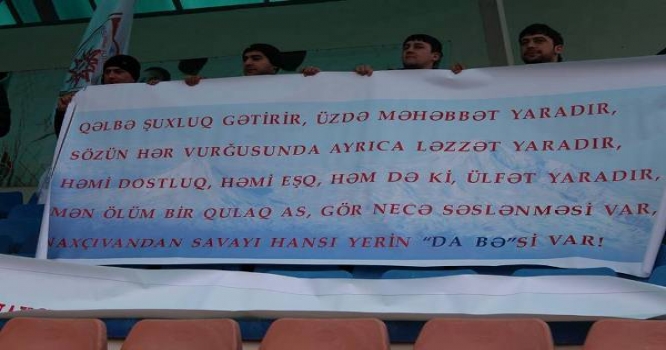 QƏLBƏ ŞUXLUQ GƏTİRİR, ÜZDƏ MƏHƏBBƏT YARADIR,
SÖZÜN HƏR VURĞUSUNDA AYRICA LƏZZƏT YARADIR,
HƏMİ DOSTLUQ, HƏMİ EŞQ, HƏM DƏ Kİ, ÜLFƏT YARADIR,
MƏN ÖLÜM BİR QULAQ AS, GÖR NECƏ SƏSLƏNMƏSİ VAR,
NAXÇIVANDAN SAVAYI HANSI YERİN “DA BƏ”Sİ VAR!